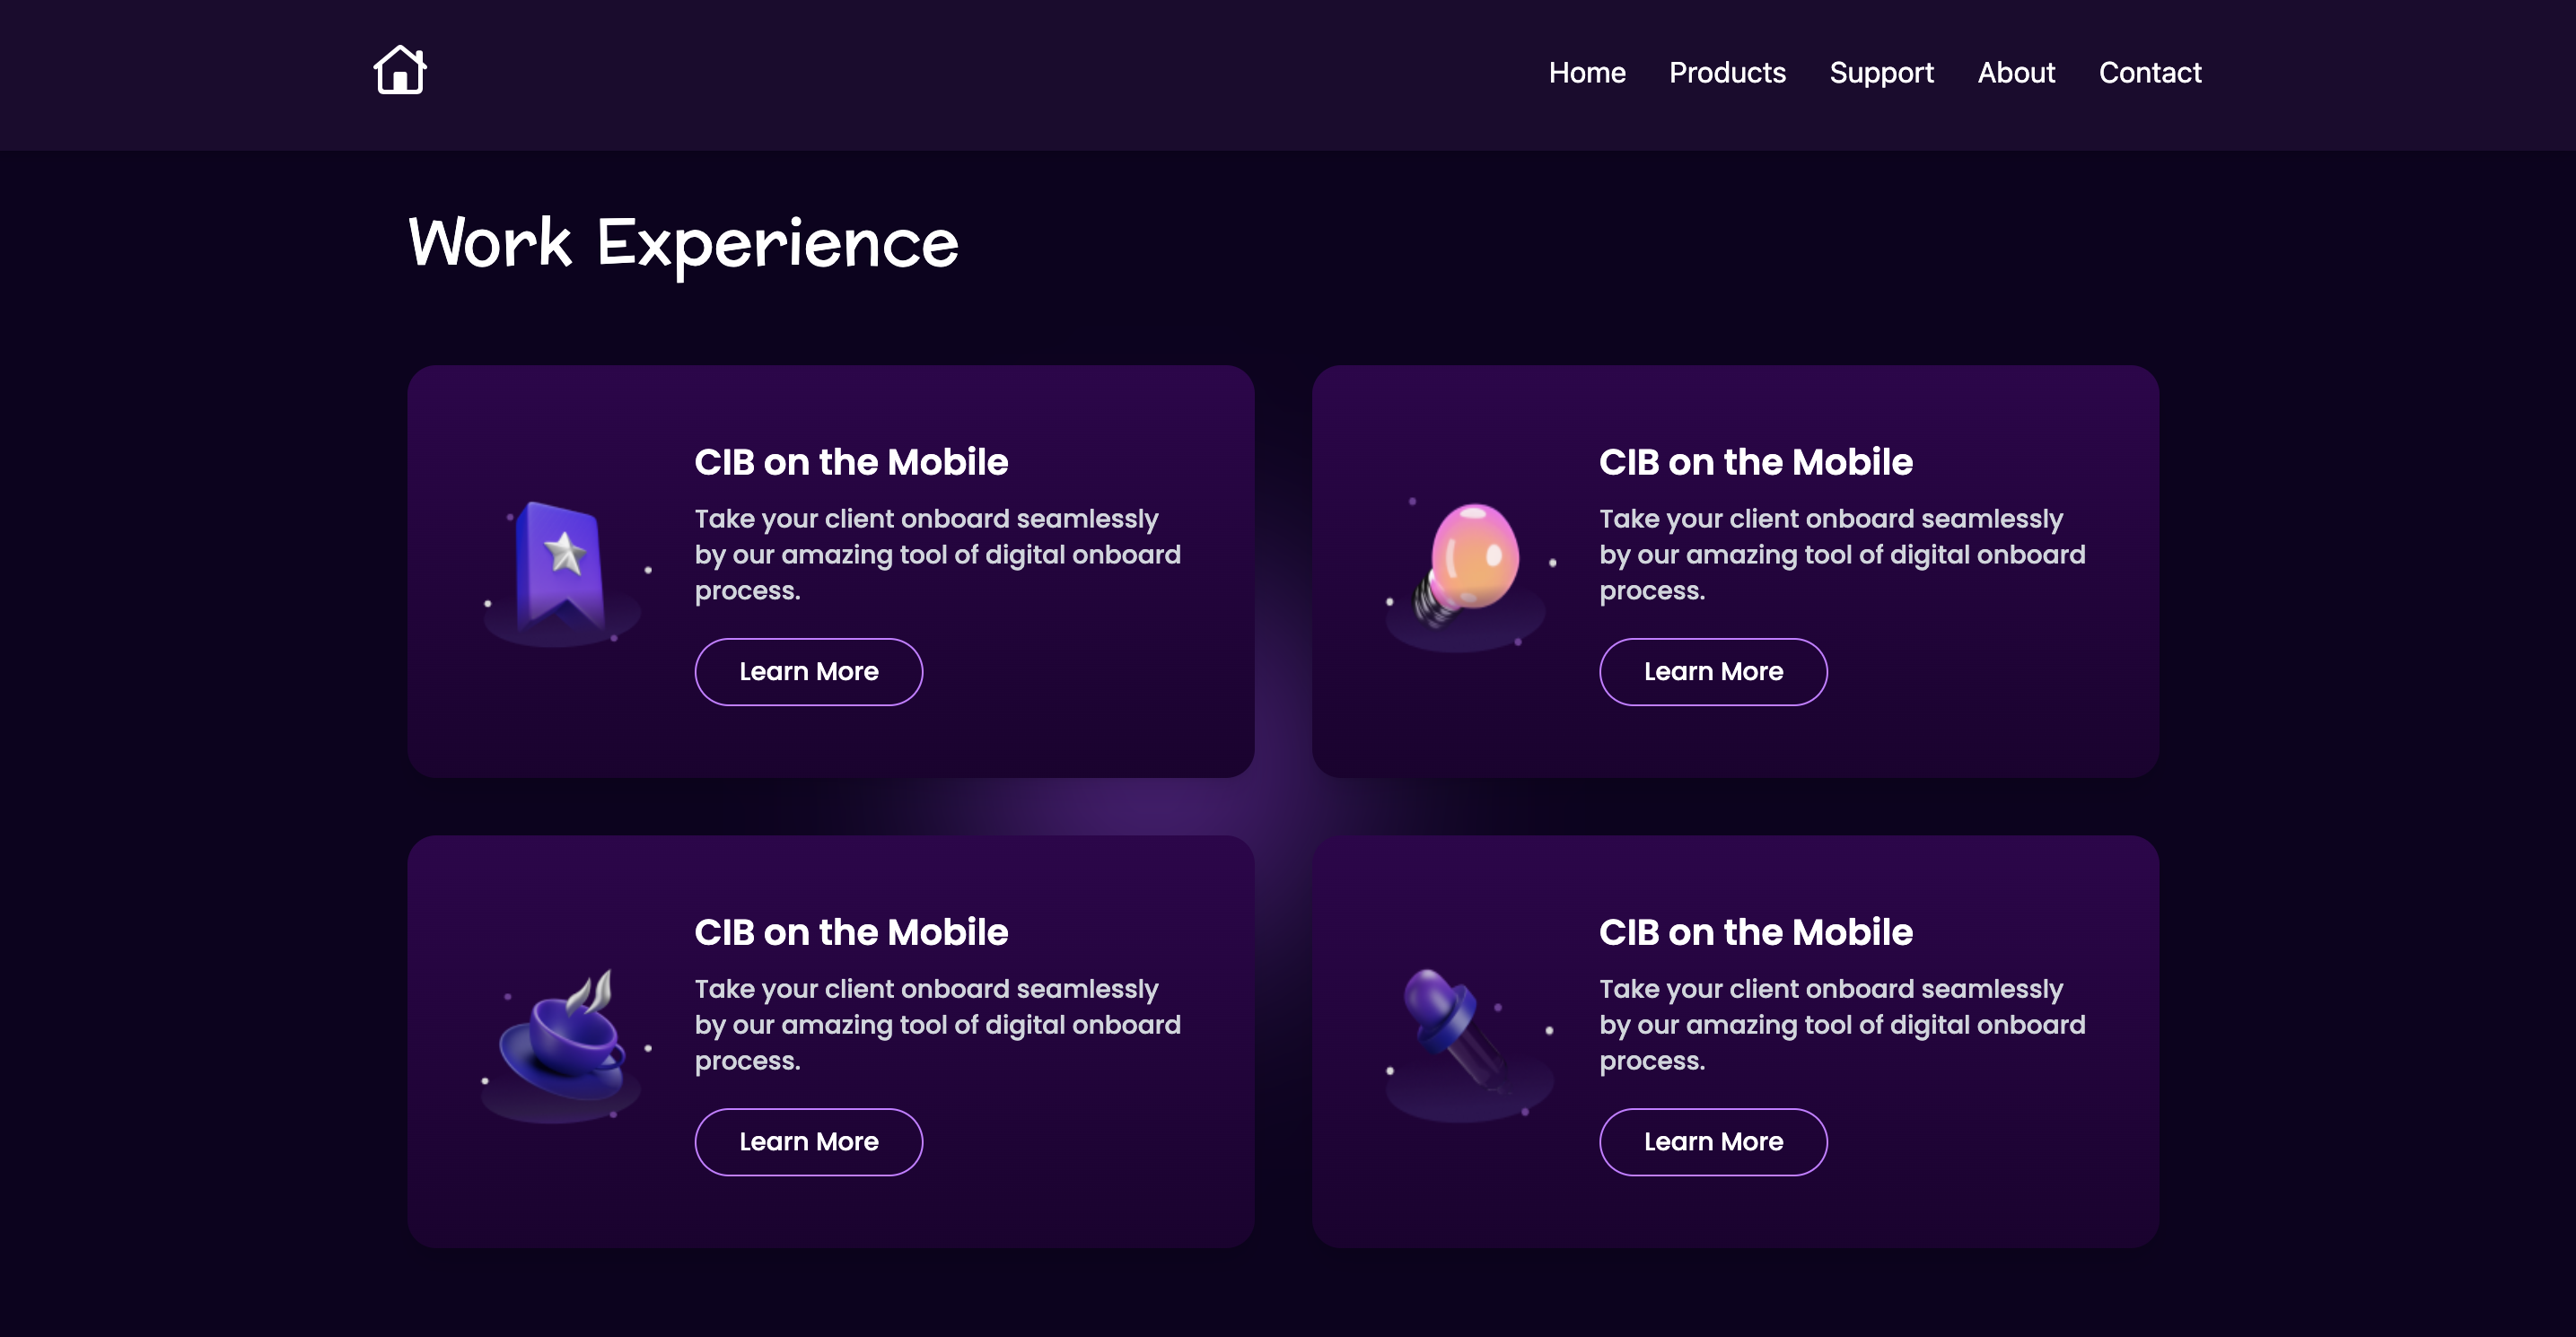 Home Products Support About Contact
Work Experience
CIB on the Mobile
Take your client onboard seamlessly
by our amazing tool of digital onboard
process.
Learn More
CIB on the Mobile
Take your client onboard seamlessly
by our amazing tool of digital onboard
process.
Learn More
CIB on the Mobile
Take your client onboard seamlessly
by our amazing tool of digital onboard
process.
Learn More
CIB on the Mobile
Take your client onboard seamlessly
by our amazing tool of digital onboard
process.
Learn More